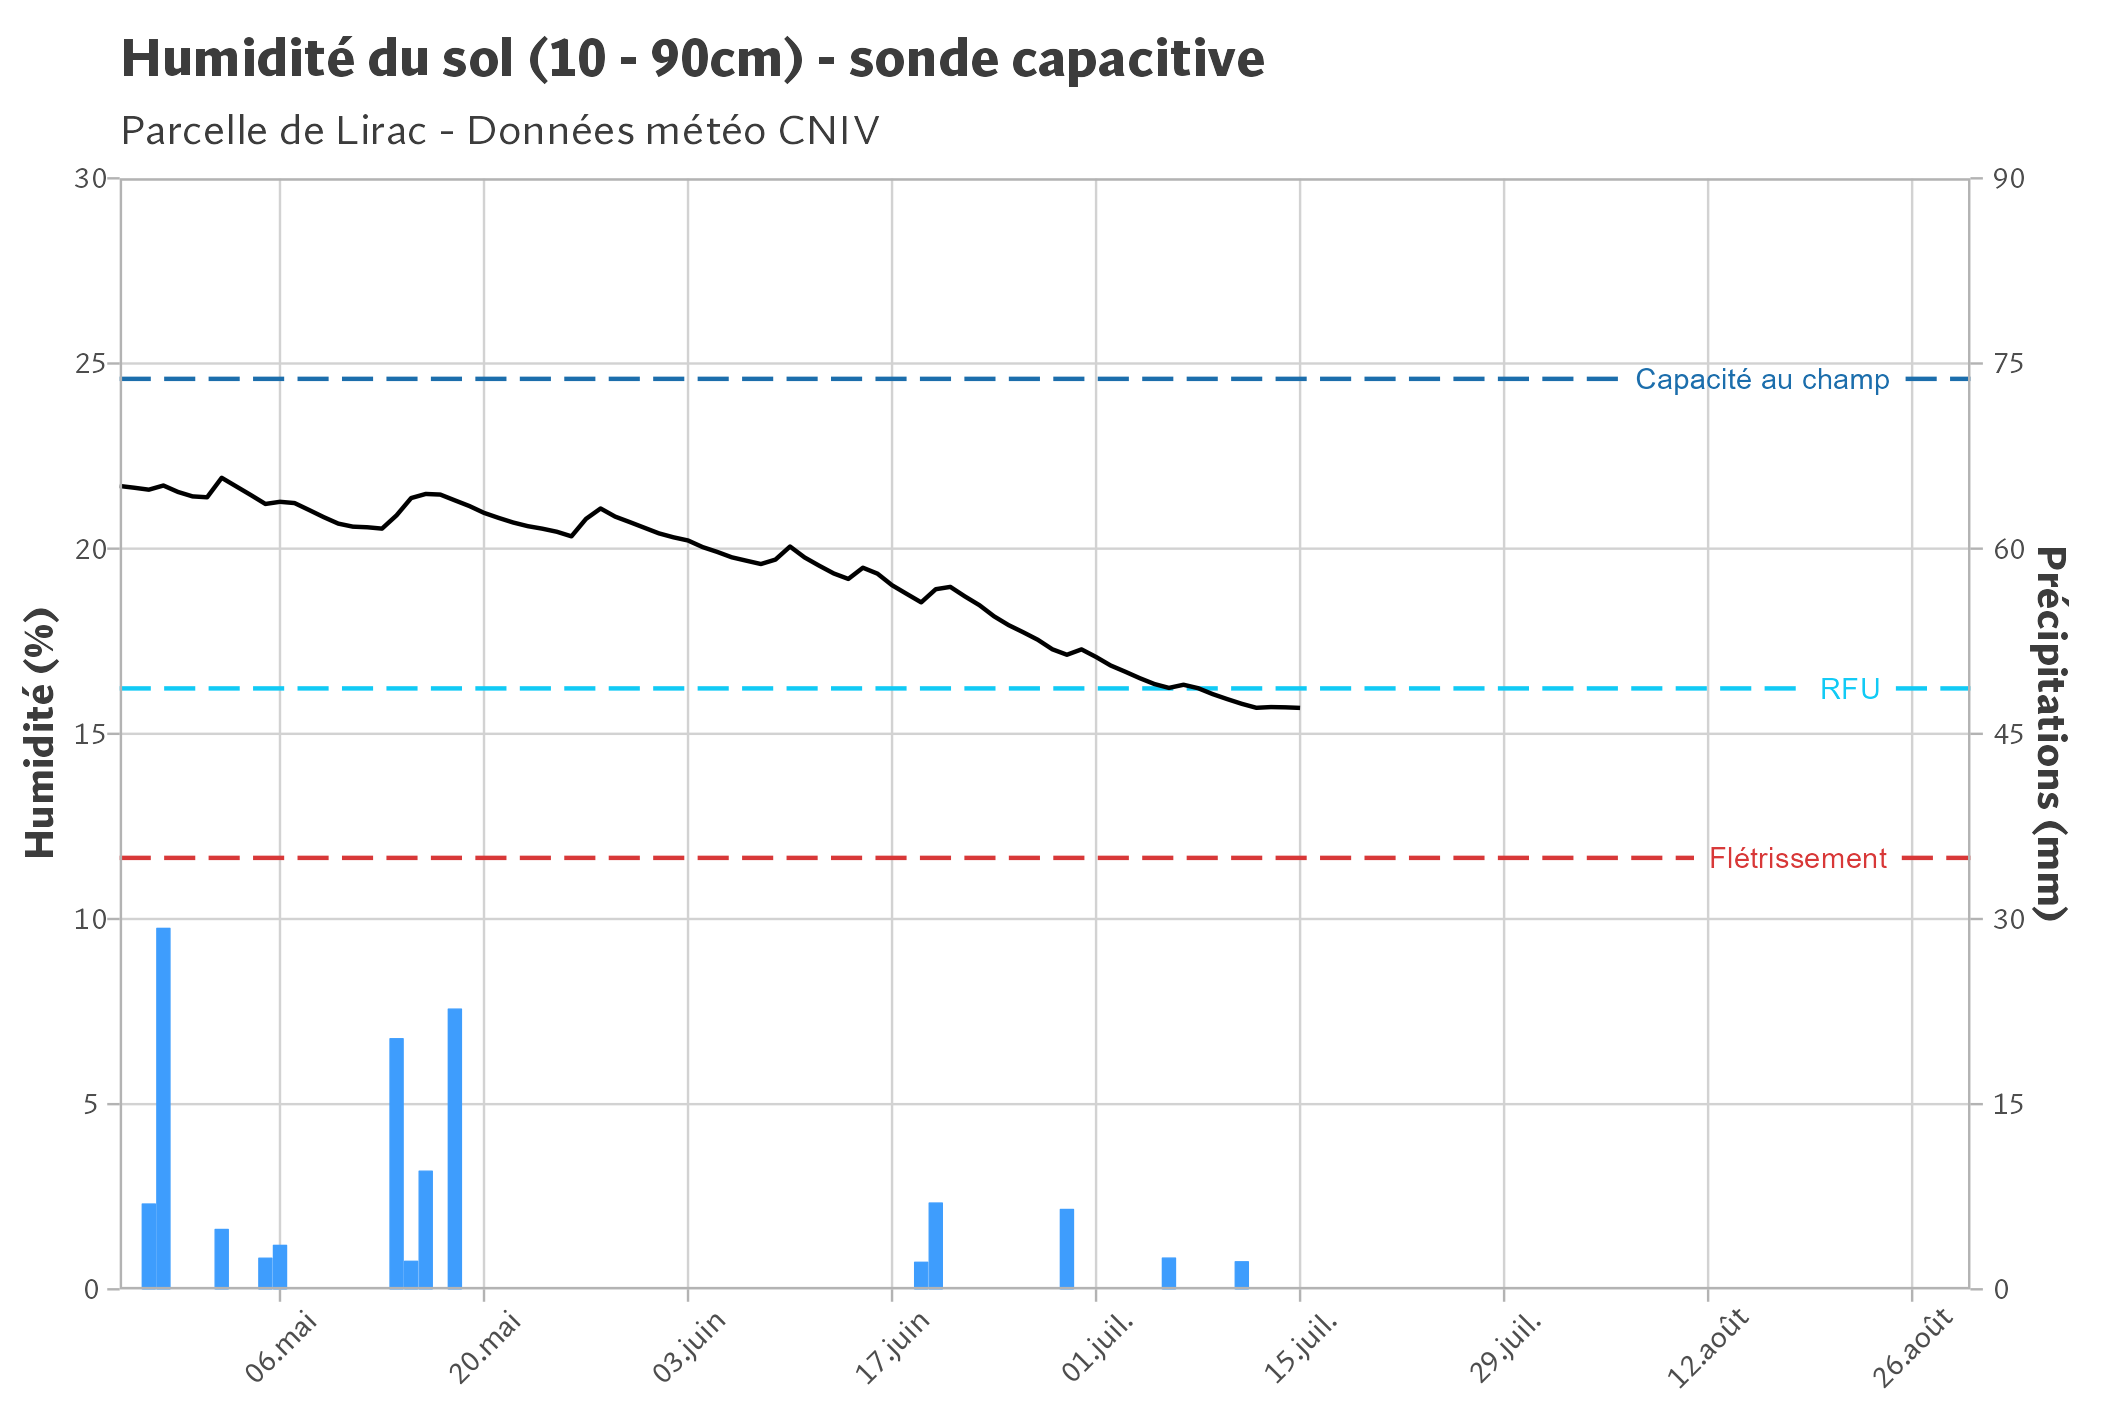 Humidité du sol (10 - 90cm) - sonde capacitive
Parcelle de Lirac - Données météo CNIV
30
25
20
15
10
5
0
Humidité (%)
90
75
60
45
30
15
0
Précipitations (mm)
Capacité au champ
RFU
Flétrissement
06.mai
20.mai
03.juin
17.juin
01.juil.
15.juil.
29.juil.
12.août
26.août